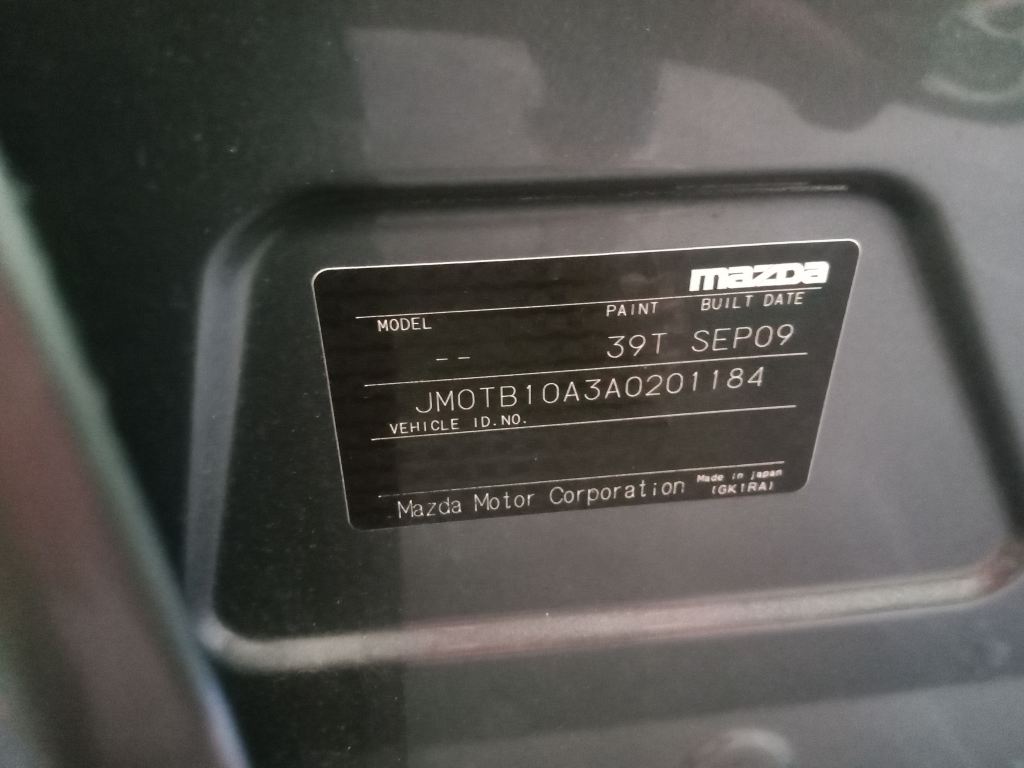 mazda
MODEL PAINT BUILT DATE
-- 39T SEP09
JM0TB10A3A0201184
VEHICLE ID.NO.
Mazda Motor Corporation Made in japan
(GK1RA)